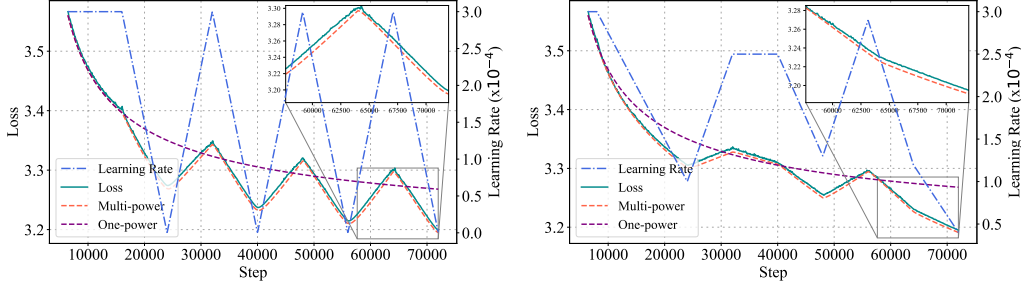 Loss
3.5
3.4
3.3
3.2
10000 20000 30000 40000 50000 60000 70000
Step
3.0
2.5
2.0
1.5
1.0
0.5
0.0
Learning Rate (x10⁻⁴)
Learning Rate
Loss
Multi-power
One-power
3.30
3.28
3.26
3.24
3.22
3.20
60000 62500 65000 67500 70000
Loss
3.5
3.4
3.3
3.2
10000 20000 30000 40000 50000 60000 70000
Step
3.0
2.5
2.0
1.5
1.0
0.5
Learning Rate (x10⁻⁴)
Learning Rate
Loss
Multi-power
One-power
3.28
3.26
3.24
3.22
3.20
60000 62500 65000 67500 70000